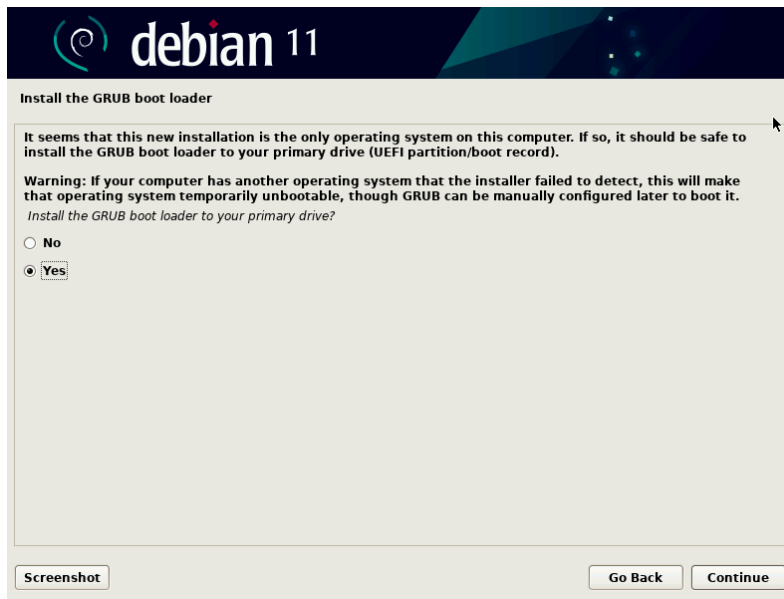 debian 11
Install the GRUB boot loader
It seems that this new installation is the only operating system on this computer. If so, it should be safe to
install the GRUB boot loader to your primary drive (UEFI partition/boot record).
Warning: If your computer has another operating system that the installer failed to detect, this will make
that operating system temporarily unbootable, though GRUB can be manually configured later to boot it.
Install the GRUB boot loader to your primary drive?
No
Yes
Screenshot
Go Back
Continue